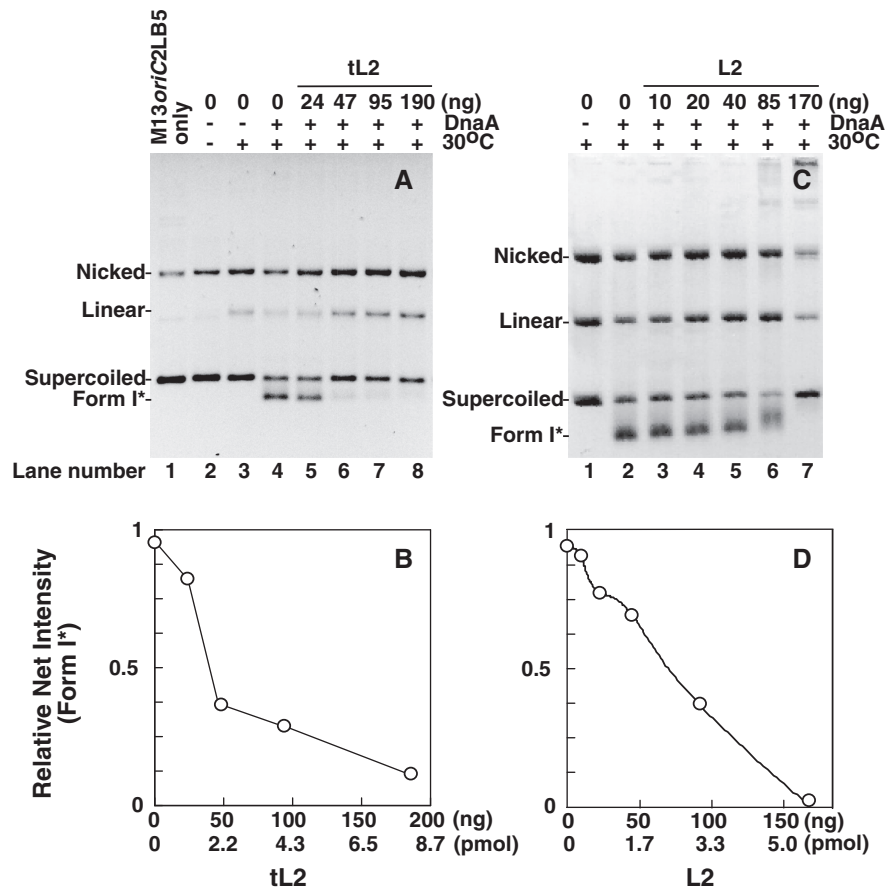 M13oriC2LB5
only
tL2
0 0 0 24 47 95 190 (ng)
- - + + + + + DnaA
- + + + + + + 30ºC
A
Nicked-
Linear-
Supercoiled-
Form I*-
Lane number 1 2 3 4 5 6 7 8
L2
0 0 10 20 40 85 170 (ng)
- + + + + + + DnaA
+ + + + + + + 30ºC
C
Nicked-
Linear-
Supercoiled-
Form I*-
1 2 3 4 5 6 7
B
Relative Net Intensity
(Form I*)
1
0.5
0
0 50 100 150 200 (ng)
0 2.2 4.3 6.5 8.7 (pmol)
tL2
D
1
0.5
0
0 50 100 150 (ng)
0 1.7 3.3 5.0 (pmol)
L2